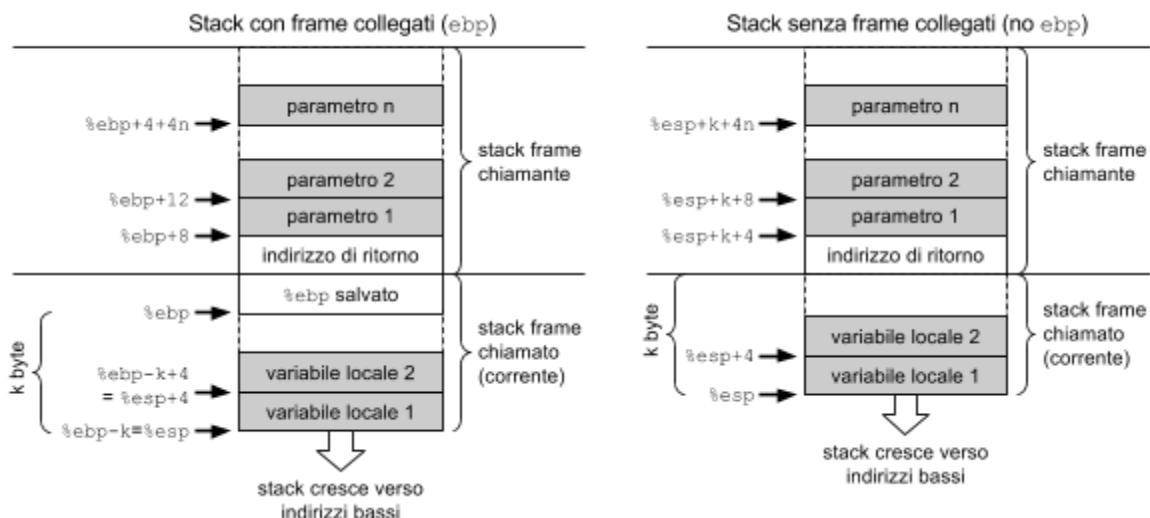 Stack con frame collegati (ebp)
parametro n
%ebp+4+4n
stack frame
chiamante
parametro 2
%ebp+12
parametro 1
%ebp+8
indirizzo di ritorno
%ebp salvato
%ebp
k byte
stack frame
chiamato
(corrente)
variabile locale 2
%ebp-k+4
= %esp+4
variabile locale 1
%ebp-k=%esp
stack cresce verso
indirizzi bassi
Stack senza frame collegati (no ebp)
parametro n
%esp+k+4n
stack frame
chiamante
parametro 2
%esp+k+8
parametro 1
%esp+k+4
indirizzo di ritorno
k byte
stack frame
chiamato
(corrente)
variabile locale 2
%esp+4
variabile locale 1
%esp
stack cresce verso
indirizzi bassi